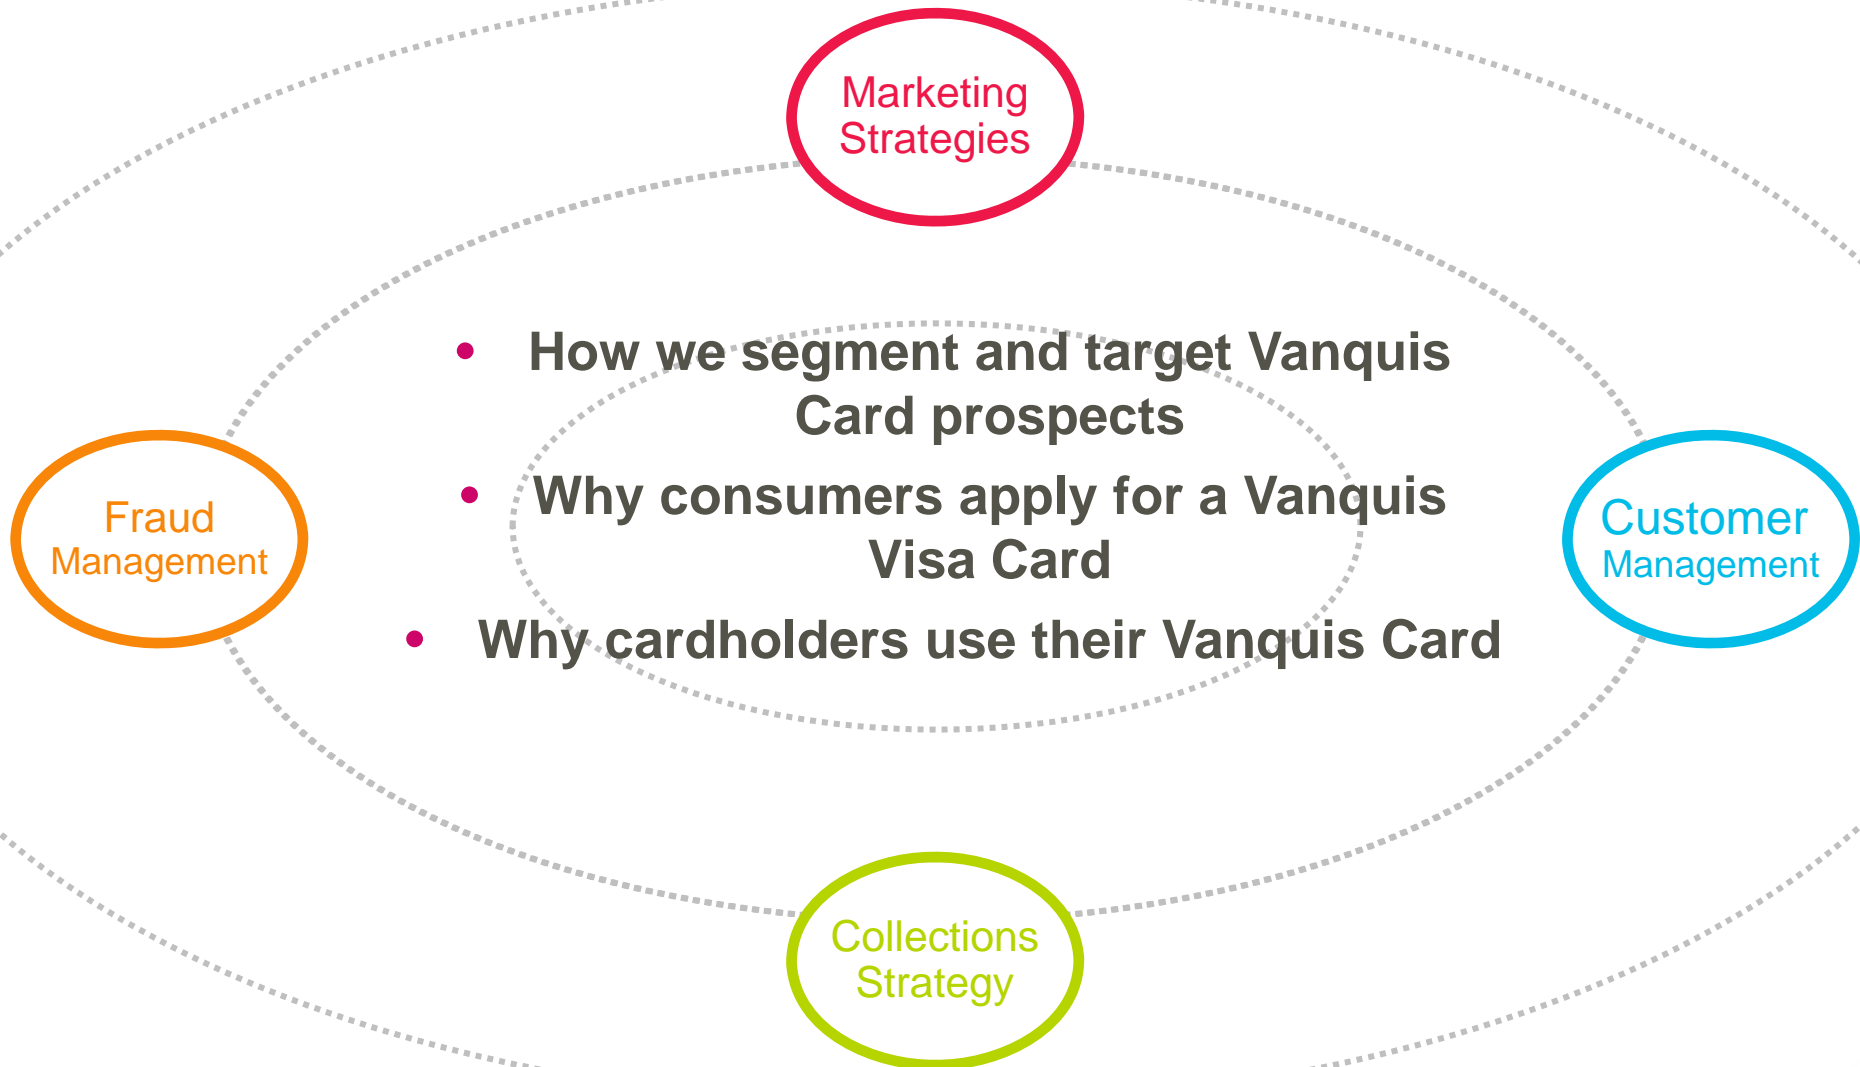 Marketing
Strategies
• How we segment and target Vanquis
Card prospects
• Why consumers apply for a Vanquis
Visa Card
• Why cardholders use their Vanquis Card
Fraud
Management
Customer
Management
Collections
Strategy